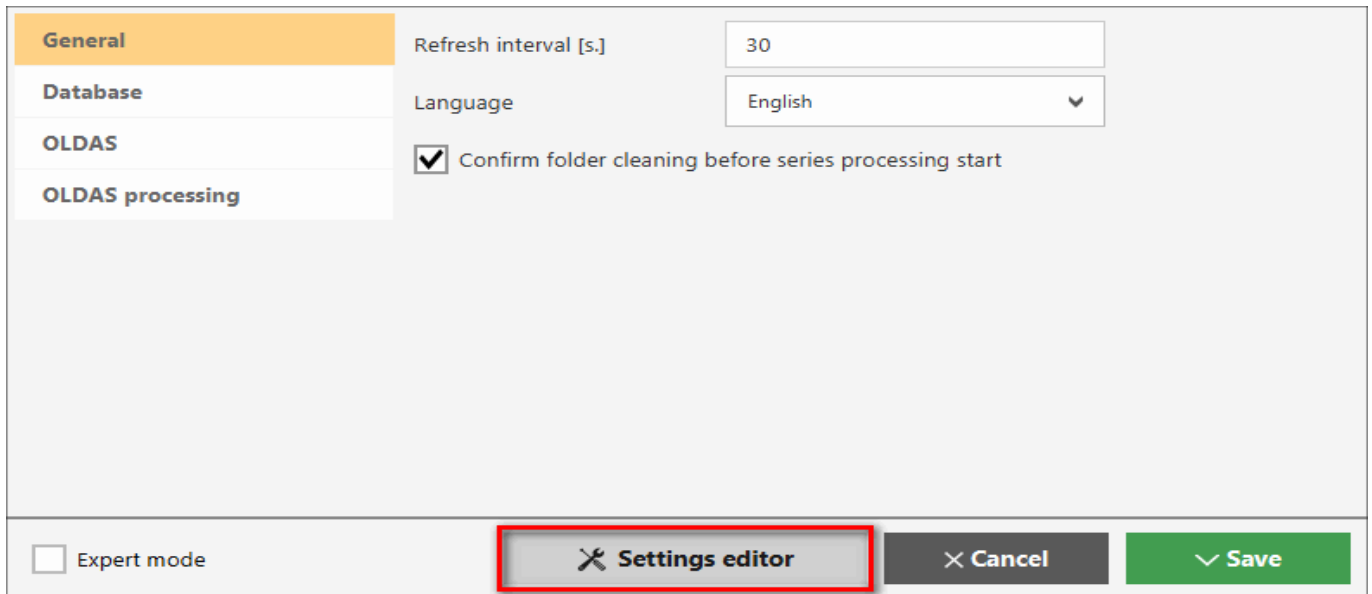 General
Database
OLDAS
OLDAS processing
Refresh interval [s.] 30
Language English
Confirm folder cleaning before series processing start
Expert mode Settings editor Cancel Save